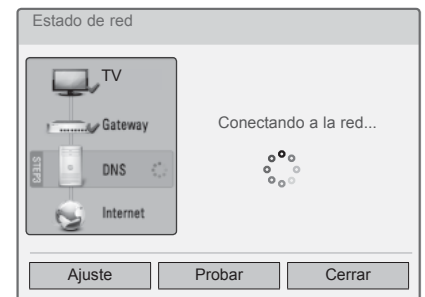 Estado de red
TV
Gateway
STEP3
DNS
Internet
Conectando a la red...
Ajuste
Probar
Cerrar